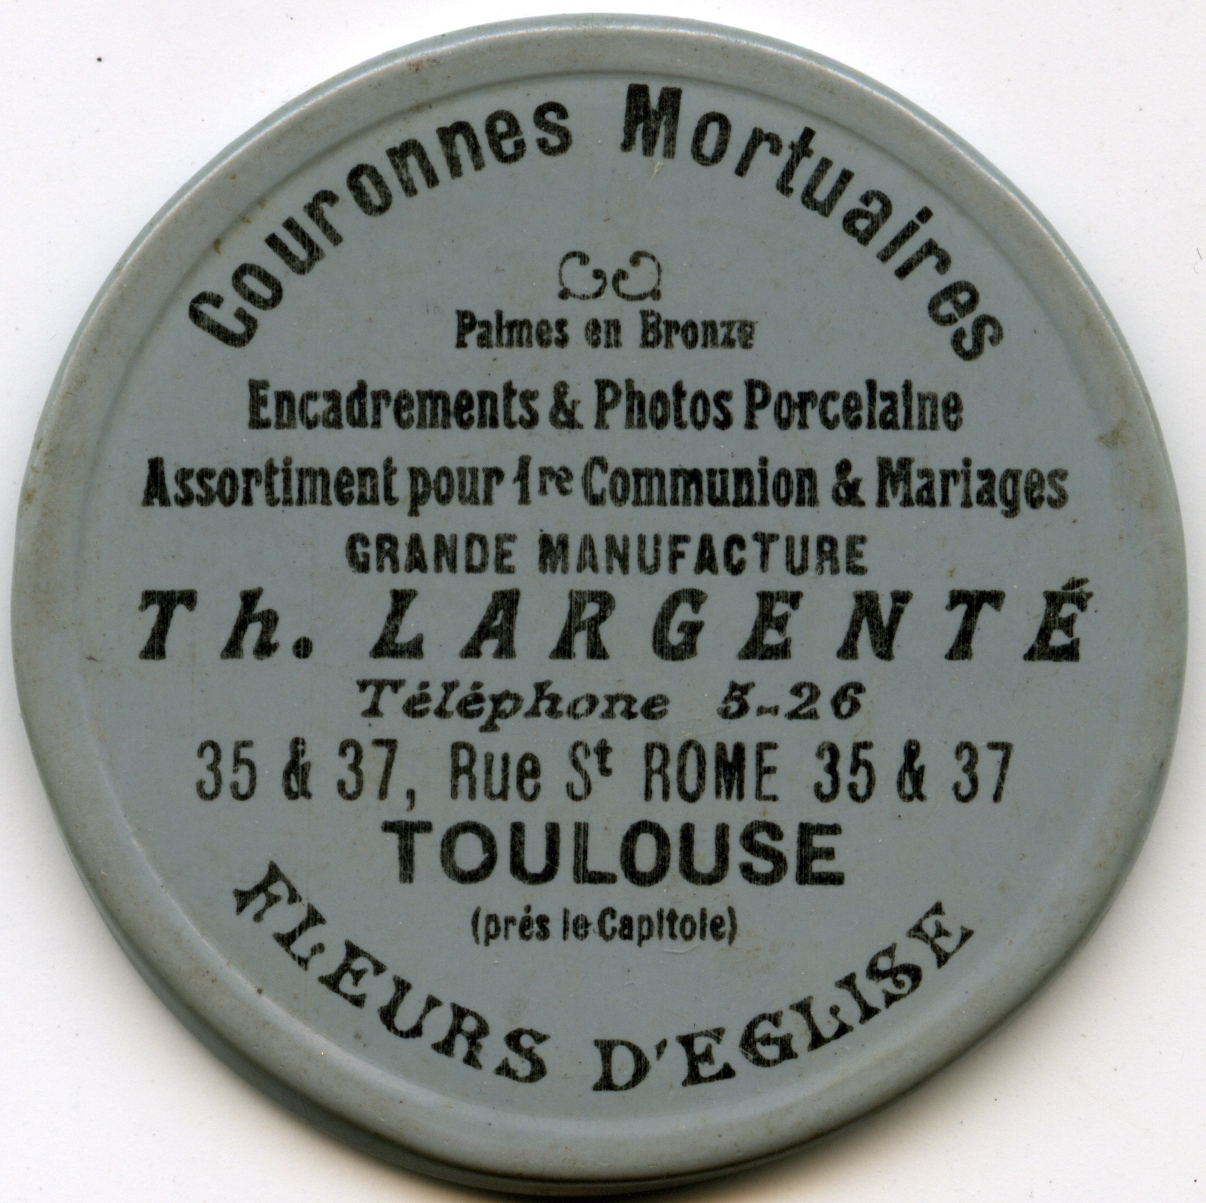 Couronnes Mortuaires
Palmes en Bronze
Encadrements & Photos Porcelaine
Assortiment pour 1re Communion & Mariages
GRANDE MANUFACTURE
Th. LARGENTÉ
Téléphone 5-26
35 & 37, Rue St ROME 35 & 37
TOULOUSE
(prés le Capitole)
FLEURS D'EGLISE